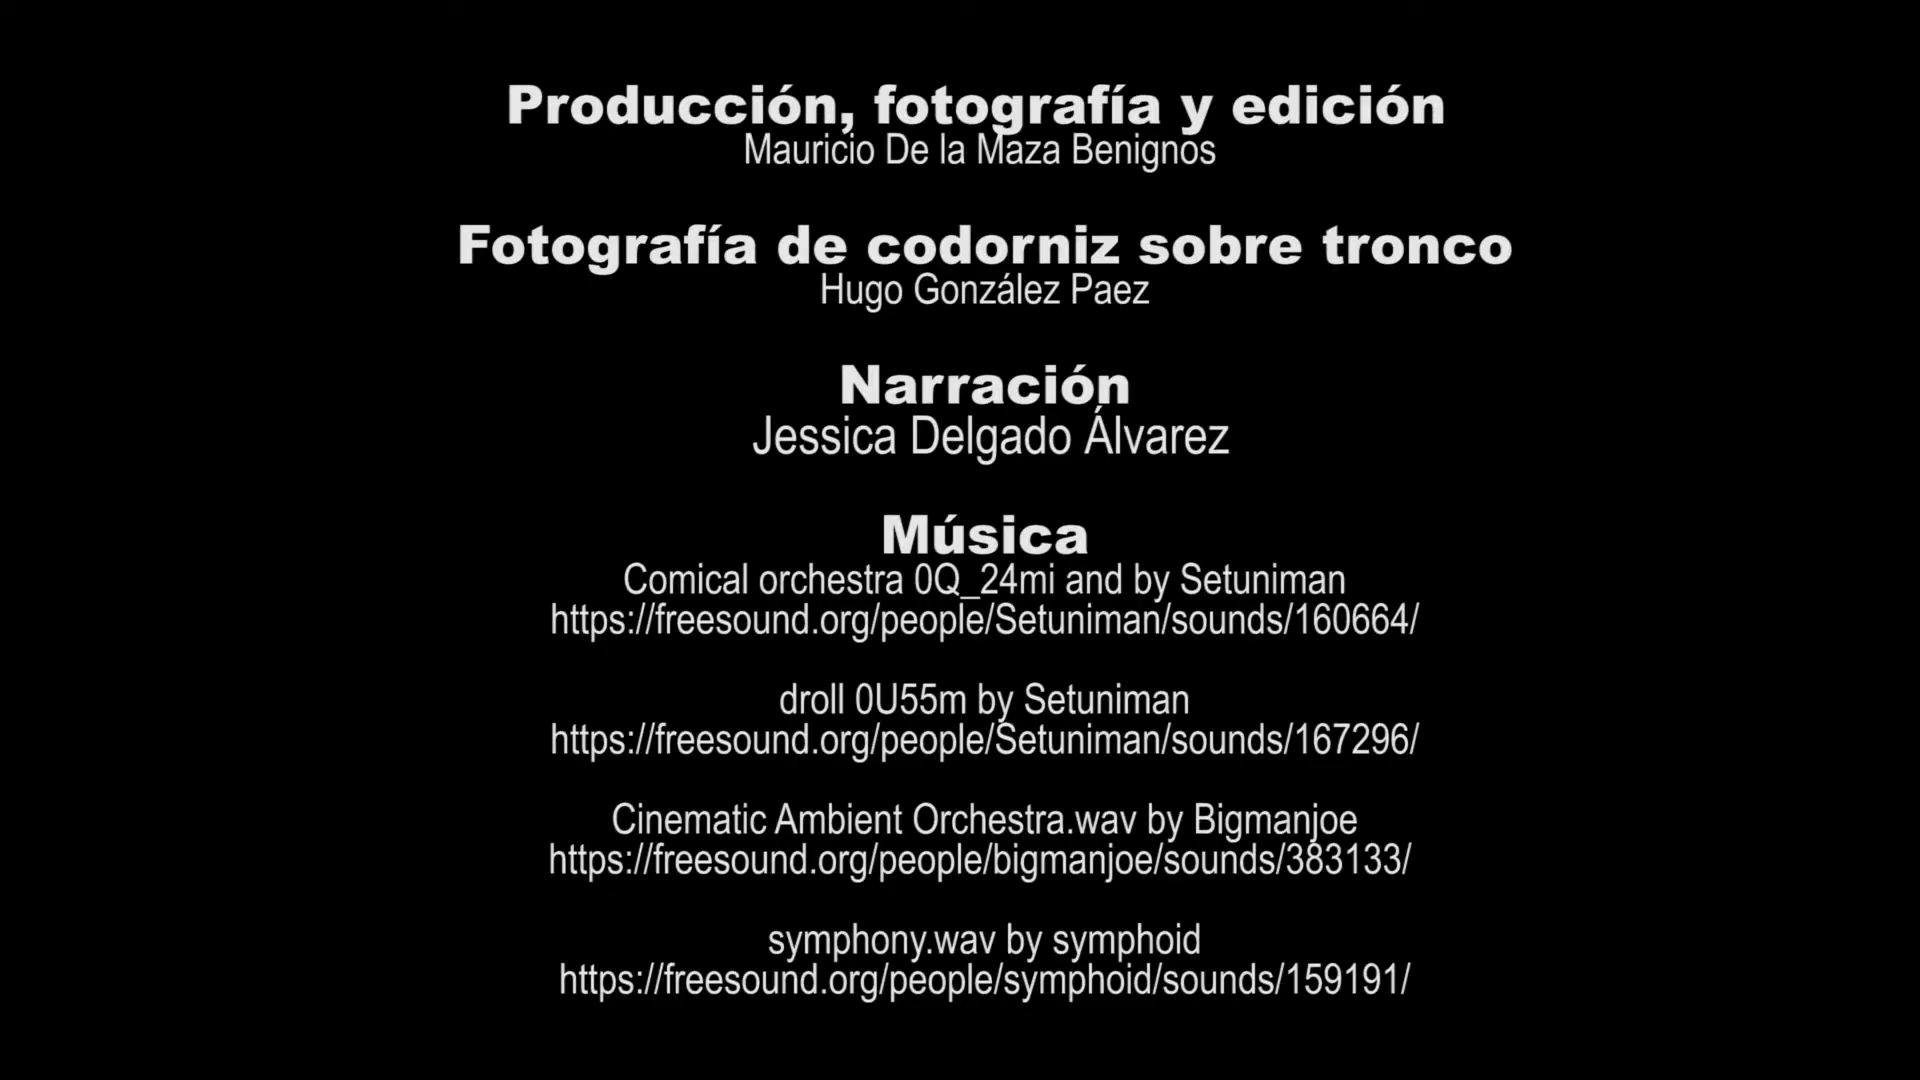 Producción, fotografía y edición
Mauricio De la Maza Benignos
Fotografía de codorniz sobre tronco
Hugo González Paez
Narración
Jessica Delgado Álvarez
Música
Comical orchestra 0Q_24mi and by Setuniman
https://freesound.org/people/Setuniman/sounds/160664/
droll 0U55m by Setuniman
https://freesound.org/people/Setuniman/sounds/167296/
Cinematic Ambient Orchestra.wav by Bigmanjoe
https://freesound.org/people/bigmanjoe/sounds/383133/
symphony.wav by symphoid
https://freesound.org/people/symphoid/sounds/159191/